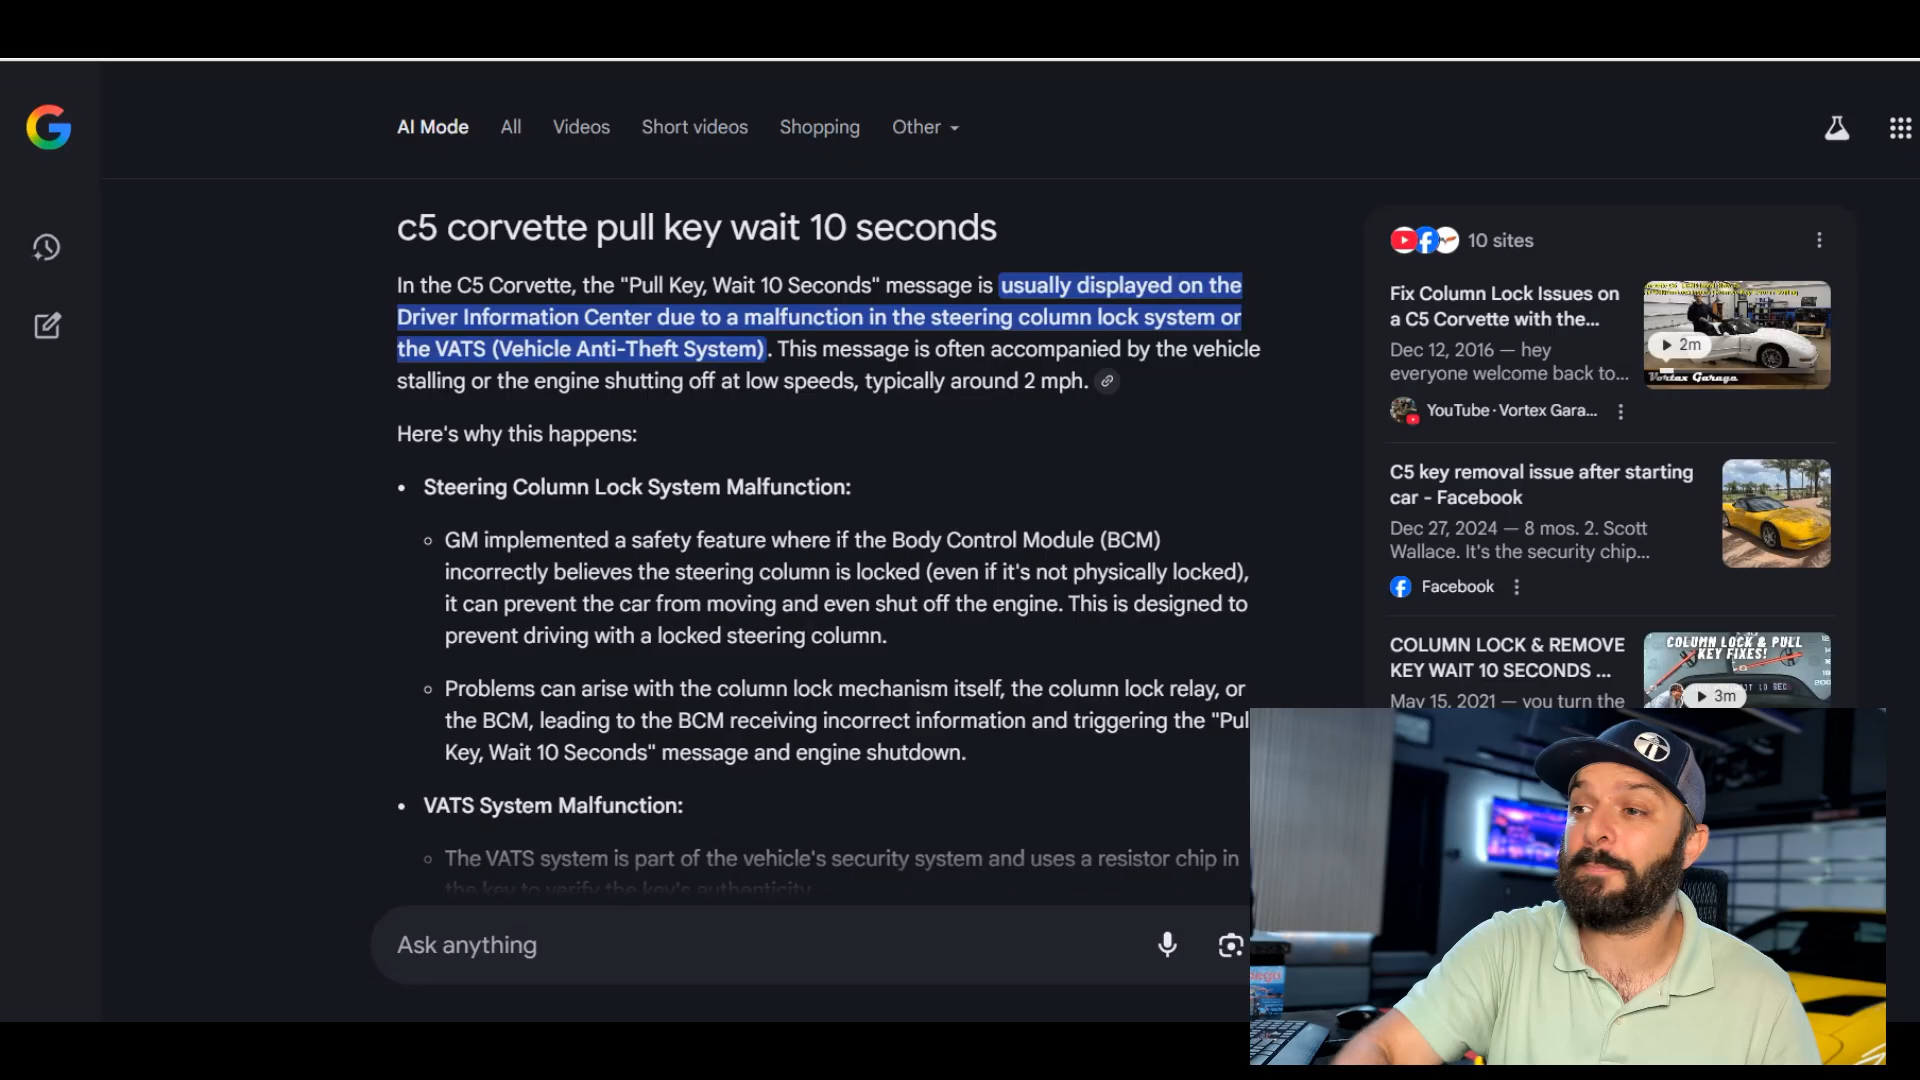 AI Mode All Videos Short videos Shopping Other
c5 corvette pull key wait 10 seconds
In the C5 Corvette, the "Pull Key, Wait 10 Seconds" message is usually displayed on the
Driver Information Center due to a malfunction in the steering column lock system or
the VATS (Vehicle Anti-Theft System). This message is often accompanied by the vehicle
stalling or the engine shutting off at low speeds, typically around 2 mph.
Here's why this happens:
• Steering Column Lock System Malfunction:
GM implemented a safety feature where if the Body Control Module (BCM)
incorrectly believes the steering column is locked (even if it's not physically locked),
it can prevent the car from moving and even shut off the engine. This is designed to
prevent driving with a locked steering column.
Problems can arise with the column lock mechanism itself, the column lock relay, or
the BCM, leading to the BCM receiving incorrect information and triggering the "Pul
Key, Wait 10 Seconds" message and engine shutdown.
• VATS System Malfunction:
The VATS system is part of the vehicle's security system and uses a resistor chip in
the key to verify the key's authenticity.
Ask anything
10 sites
Fix Column Lock Issues on
a C5 Corvette with the...
Dec 12, 2016 — hey
everyone welcome back to...
YouTube · Vortex Gara...
2m
Vortex Garage
C5 key removal issue after starting
car - Facebook
Dec 27, 2024 — 8 mos. 2. Scott
Wallace. It's the security chip...
Facebook
COLUMN LOCK & REMOVE
KEY WAIT 10 SECONDS ...
May 15, 2021 — you turn the
COLUMN LOCK & PULL
KEY FIXES!
3m